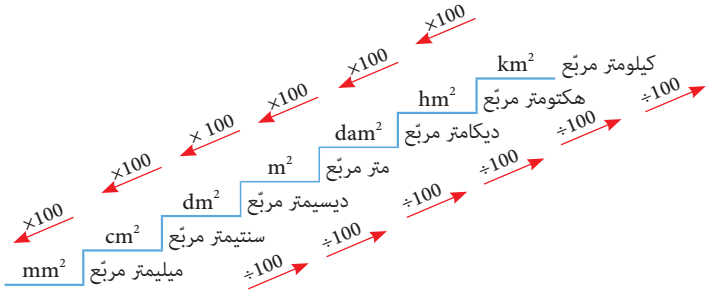 ×100
×100
×100
× 100
×100
×100
km² کیلومتر مربّع
hm² هکتومتر مربّع
dam² دیکامتر مربّع
m² متر مربّع
dm² دیسیمتر مربّع
cm² سنتیمتر مربّع
mm² میلیمتر مربّع
÷100
÷100
÷100
÷100
÷100
÷100